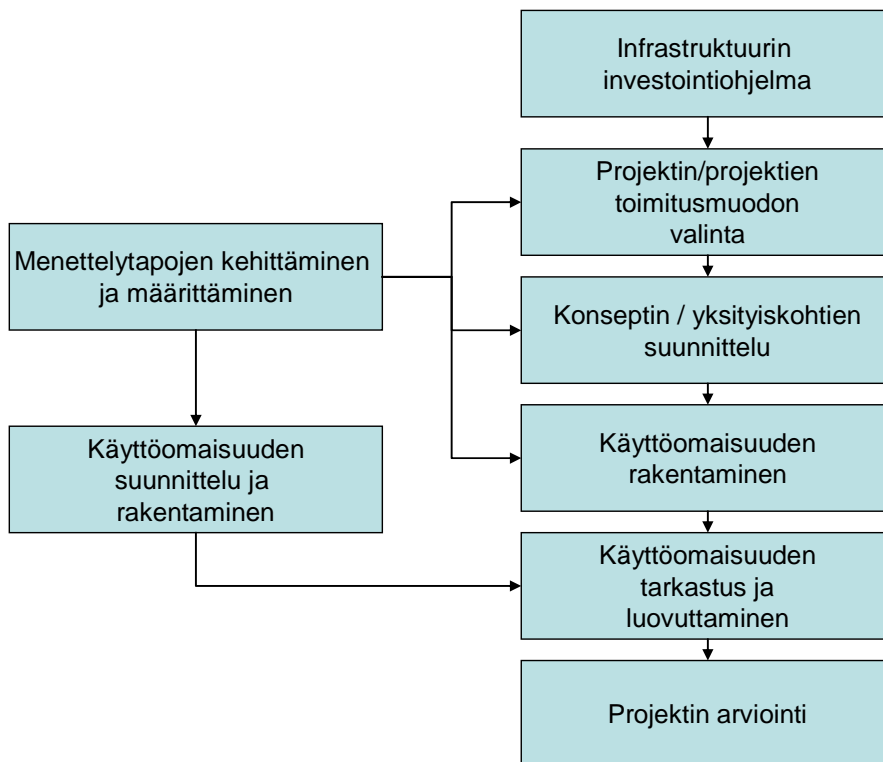 Infrastruktuurin
investointiohjelma
Projektin/projektien
toimitusmuodon
valinta
Menettelytapojen kehittäminen
ja määrittäminen
Konseptin / yksityiskohtien
suunnittelu
Käyttöomaisuuden
suunnittelu ja
rakentaminen
Käyttöomaisuuden
rakentaminen
Käyttöomaisuuden
tarkastus ja
luovuttaminen
Projektin arviointi